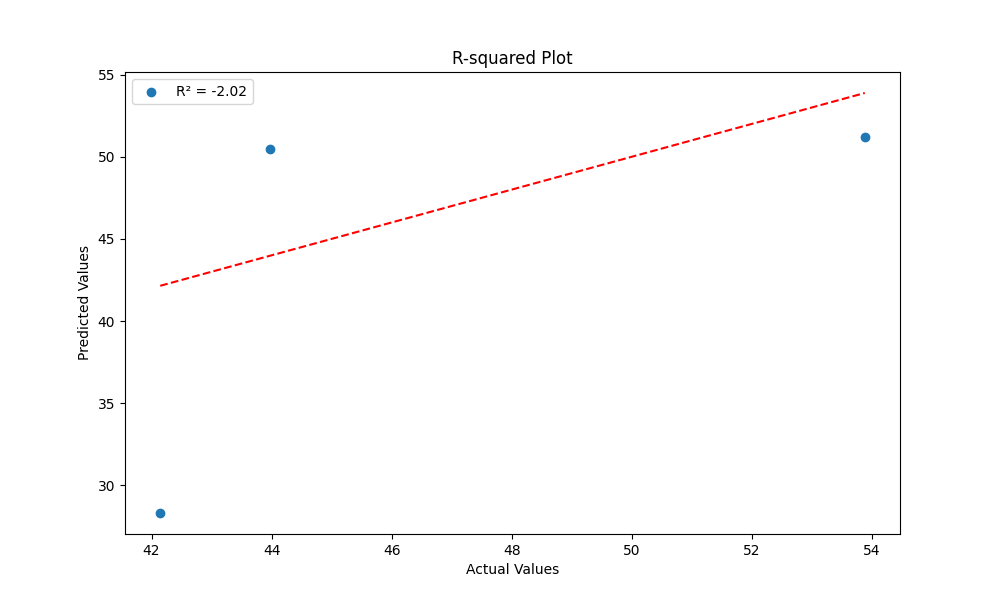 R-squared Plot
R² = -2.02
55
50
45
40
35
30
Predicted Values
42 44 46 48 50 52 54
Actual Values